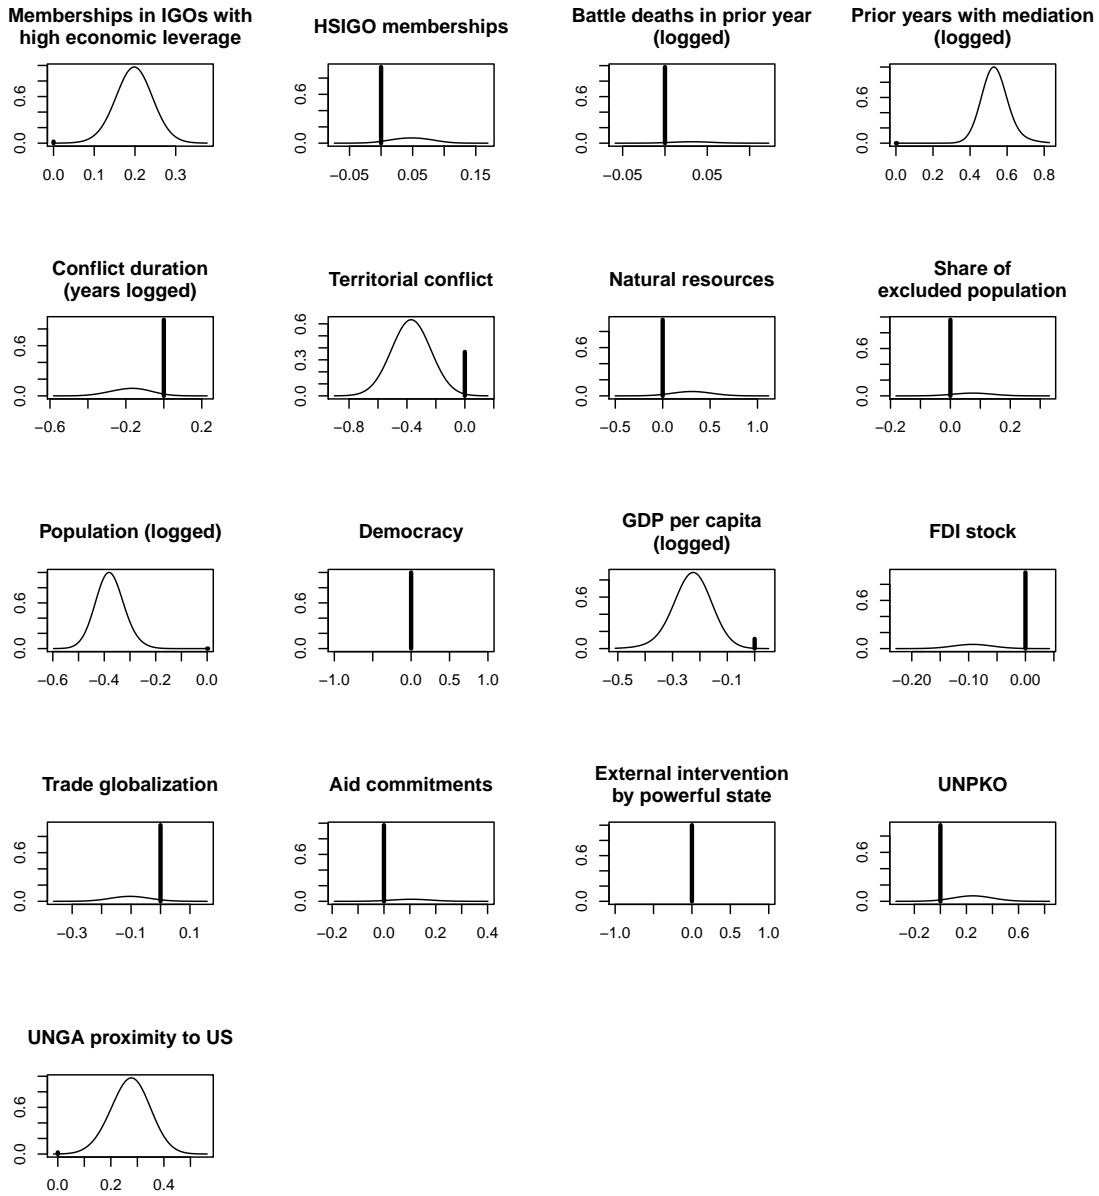 Memberships in IGOs with
high economic leverage
0.0 0.6
0.0 0.1 0.2 0.3
HSIGO memberships
0.0 0.6
−0.05 0.05 0.15
Battle deaths in prior year
(logged)
0.0 0.6
−0.05 0.05
Prior years with mediation
(logged)
0.0 0.6
0.0 0.2 0.4 0.6 0.8
Conflict duration
(years logged)
0.0 0.6
−0.6 −0.2 0.2
Territorial conflict
0.0 0.3 0.6
−0.8 −0.4 0.0
Natural resources
0.0 0.6
−0.5 0.0 0.5 1.0
Share of
excluded population
0.0 0.6
−0.2 0.0 0.2
Population (logged)
0.0 0.6
−0.6 −0.4 −0.2 0.0
Democracy
0.0 0.6
−1.0 0.0 0.5 1.0
GDP per capita
(logged)
0.0 0.6
−0.5 −0.3 −0.1
FDI stock
0.0 0.6
−0.20 −0.10 0.00
Trade globalization
0.0 0.6
−0.3 −0.1 0.1
Aid commitments
0.0 0.6
−0.2 0.0 0.2 0.4
External intervention
by powerful state
0.0 0.6
−1.0 0.0 0.5 1.0
UNPKO
0.0 0.6
−0.2 0.2 0.6
UNGA proximity to US
0.0 0.6
0.0 0.2 0.4